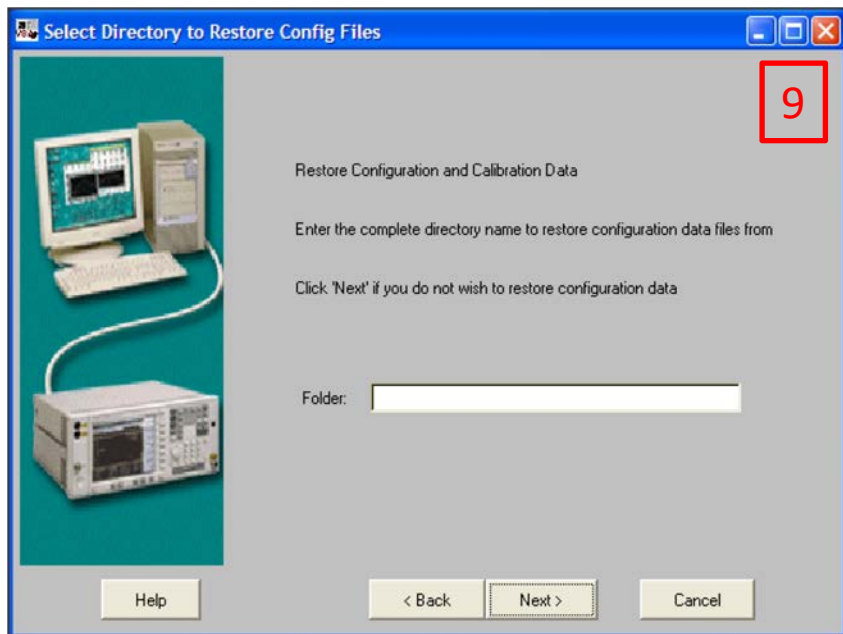 Select Directory to Restore Config Files
9
Restore Configuration and Calibration Data
Enter the complete directory name to restore configuration data files from
Click 'Next' if you do not wish to restore configuration data
Folder:
Help
< Back
Next >
Cancel